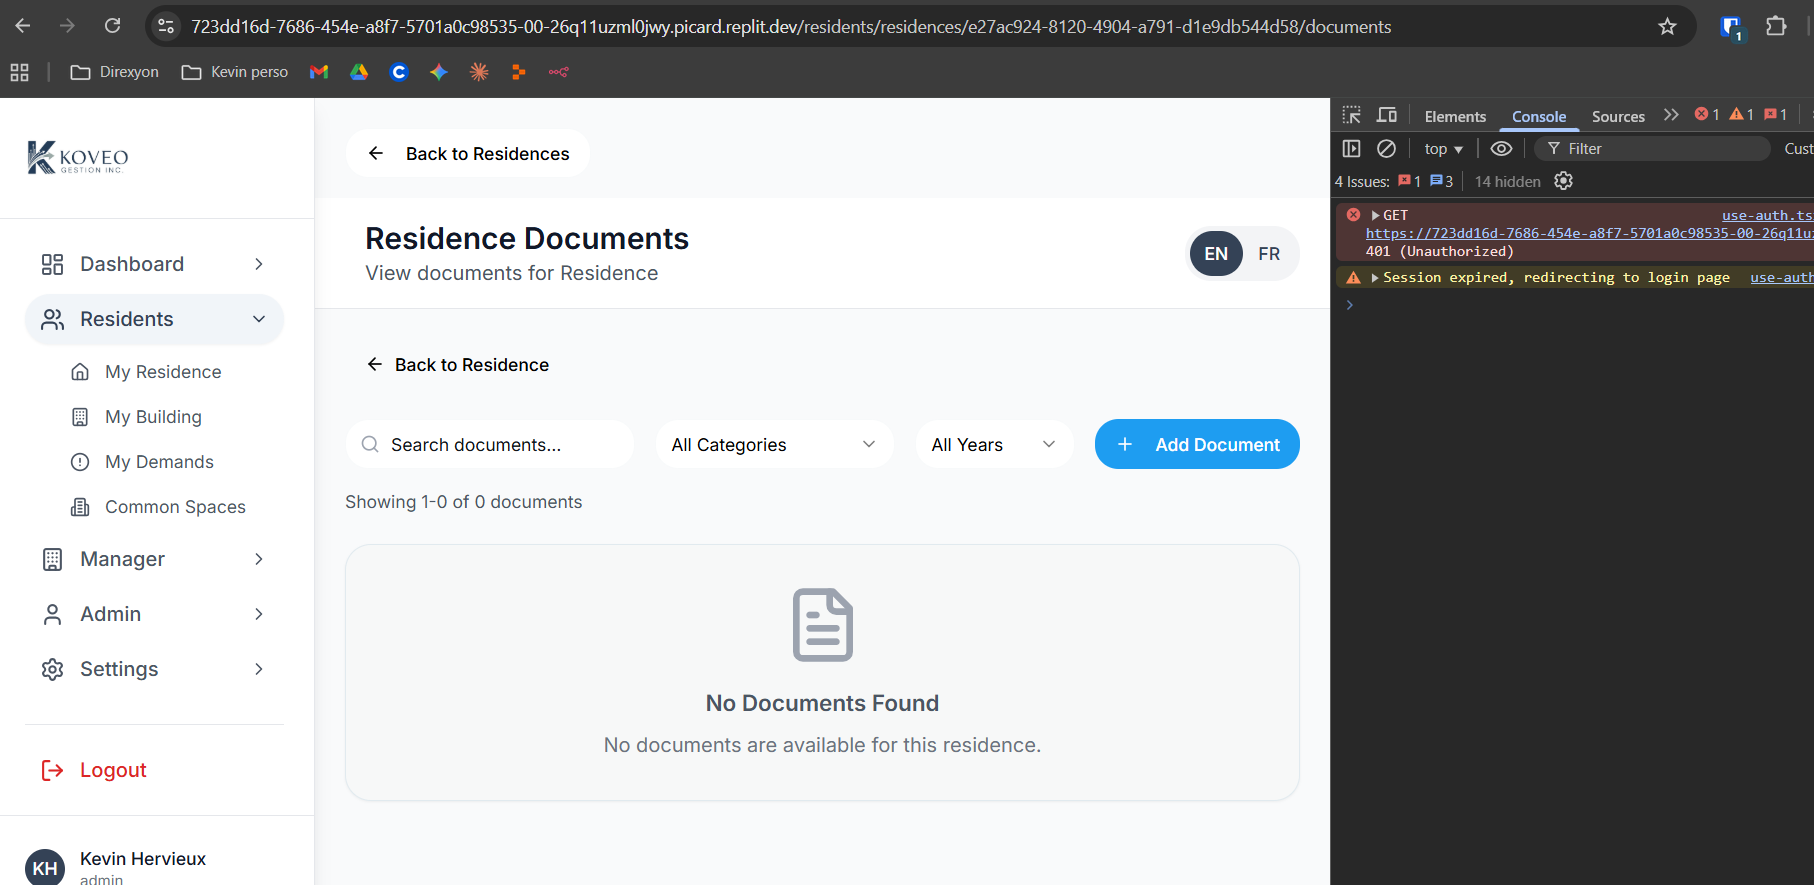 723dd16d-7686-454e-a8f7-5701a0c98535-00-26q11uzml0jwy.picard.replit.dev/residents/residences/e27ac924-8120-4904-a791-d1e9db544d58/documents
1
Direxyon
Kevin perso
KOVEO
GESTION INC.
Dashboard
Residents
My Residence
My Building
My Demands
Common Spaces
Manager
Admin
Settings
Logout
KH
Kevin Hervieux
admin
Back to Residences
Residence Documents
View documents for Residence
EN FR
Back to Residence
Search documents...
All Categories
All Years
Add Document
Showing 1-0 of 0 documents
No Documents Found
No documents are available for this residence.
Elements Console Sources 1 1 1
top Filter Cust
4 Issues: 1 3 14 hidden
GET use-auth.ts
https://723dd16d-7686-454e-a8f7-5701a0c98535-00-26q11u
401 (Unauthorized)
Session expired, redirecting to login page use-auth